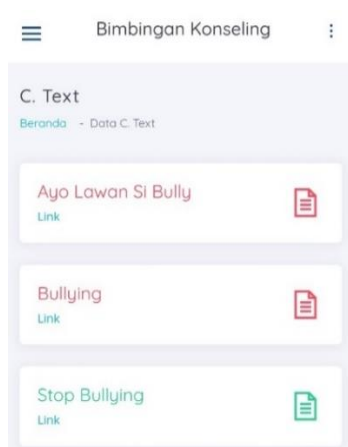 Bimbingan Konseling
C. Text
Beranda - Data C. Text
Ayo Lawan Si Bully
Link
Bullying
Link
Stop Bullying
Link